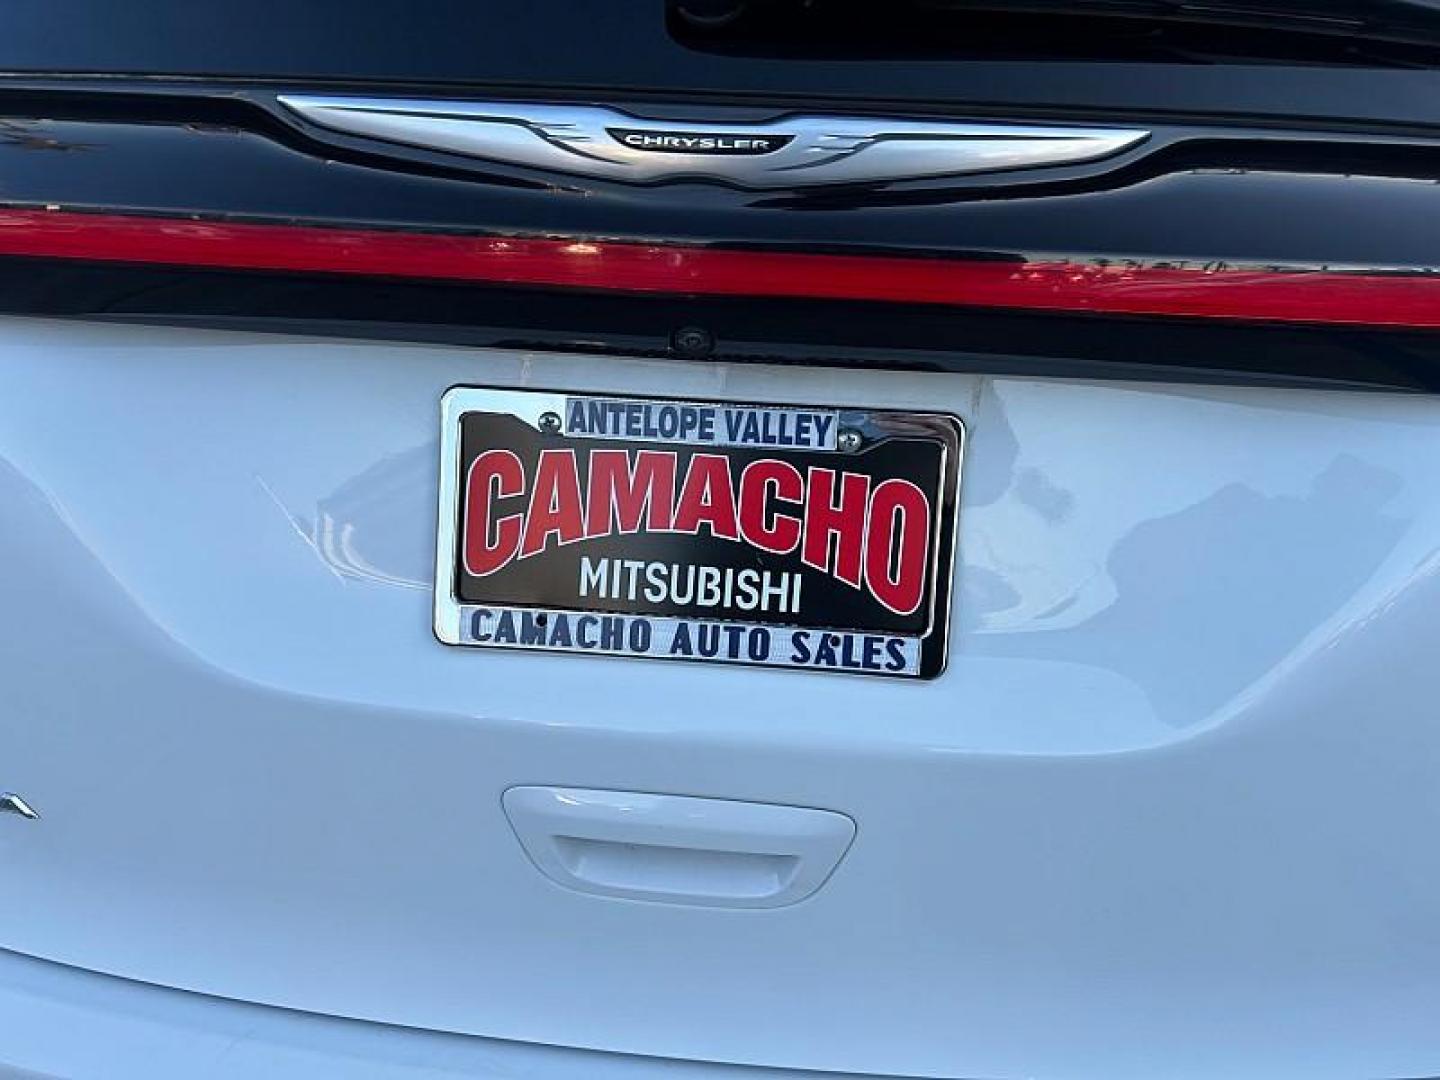 CHRYSLER
ANTELOPE VALLEY
CAMACHO
MITSUBISHI
CAMACHO AUTO SALES